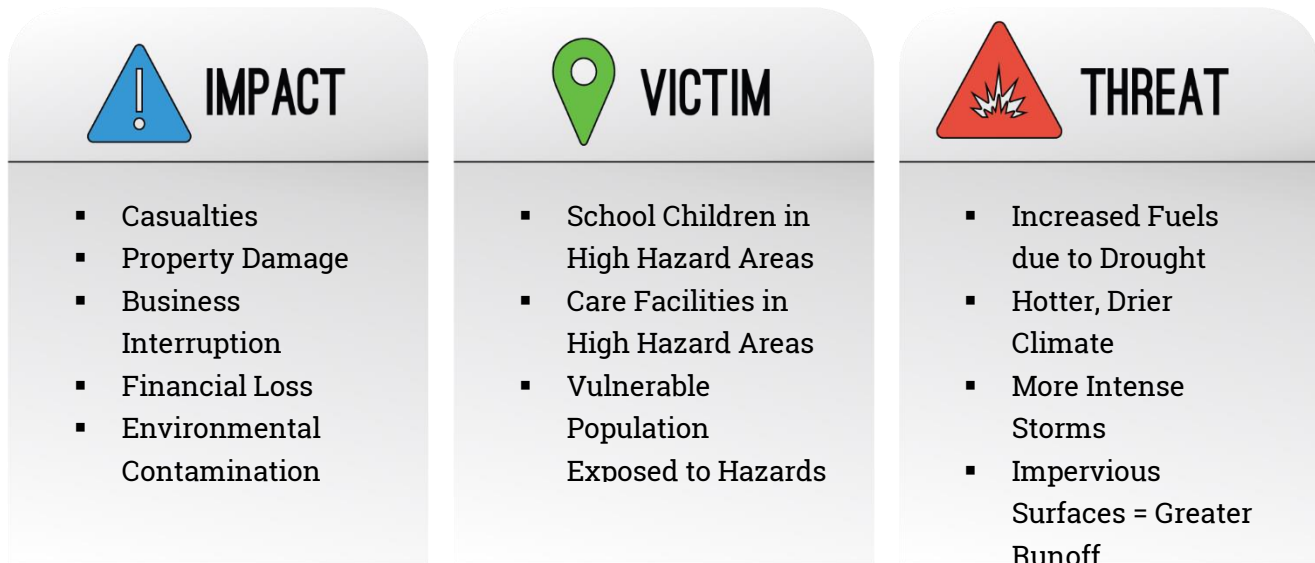 IMPACT
▪ Casualties
▪ Property Damage
▪ Business
Interruption
▪ Financial Loss
▪ Environmental
Contamination
VICTIM
▪ School Children in
High Hazard Areas
▪ Care Facilities in
High Hazard Areas
▪ Vulnerable
Population
Exposed to Hazards
THREAT
▪ Increased Fuels
due to Drought
▪ Hotter, Drier
Climate
▪ More Intense
Storms
▪ Impervious
Surfaces = Greater
Runoff